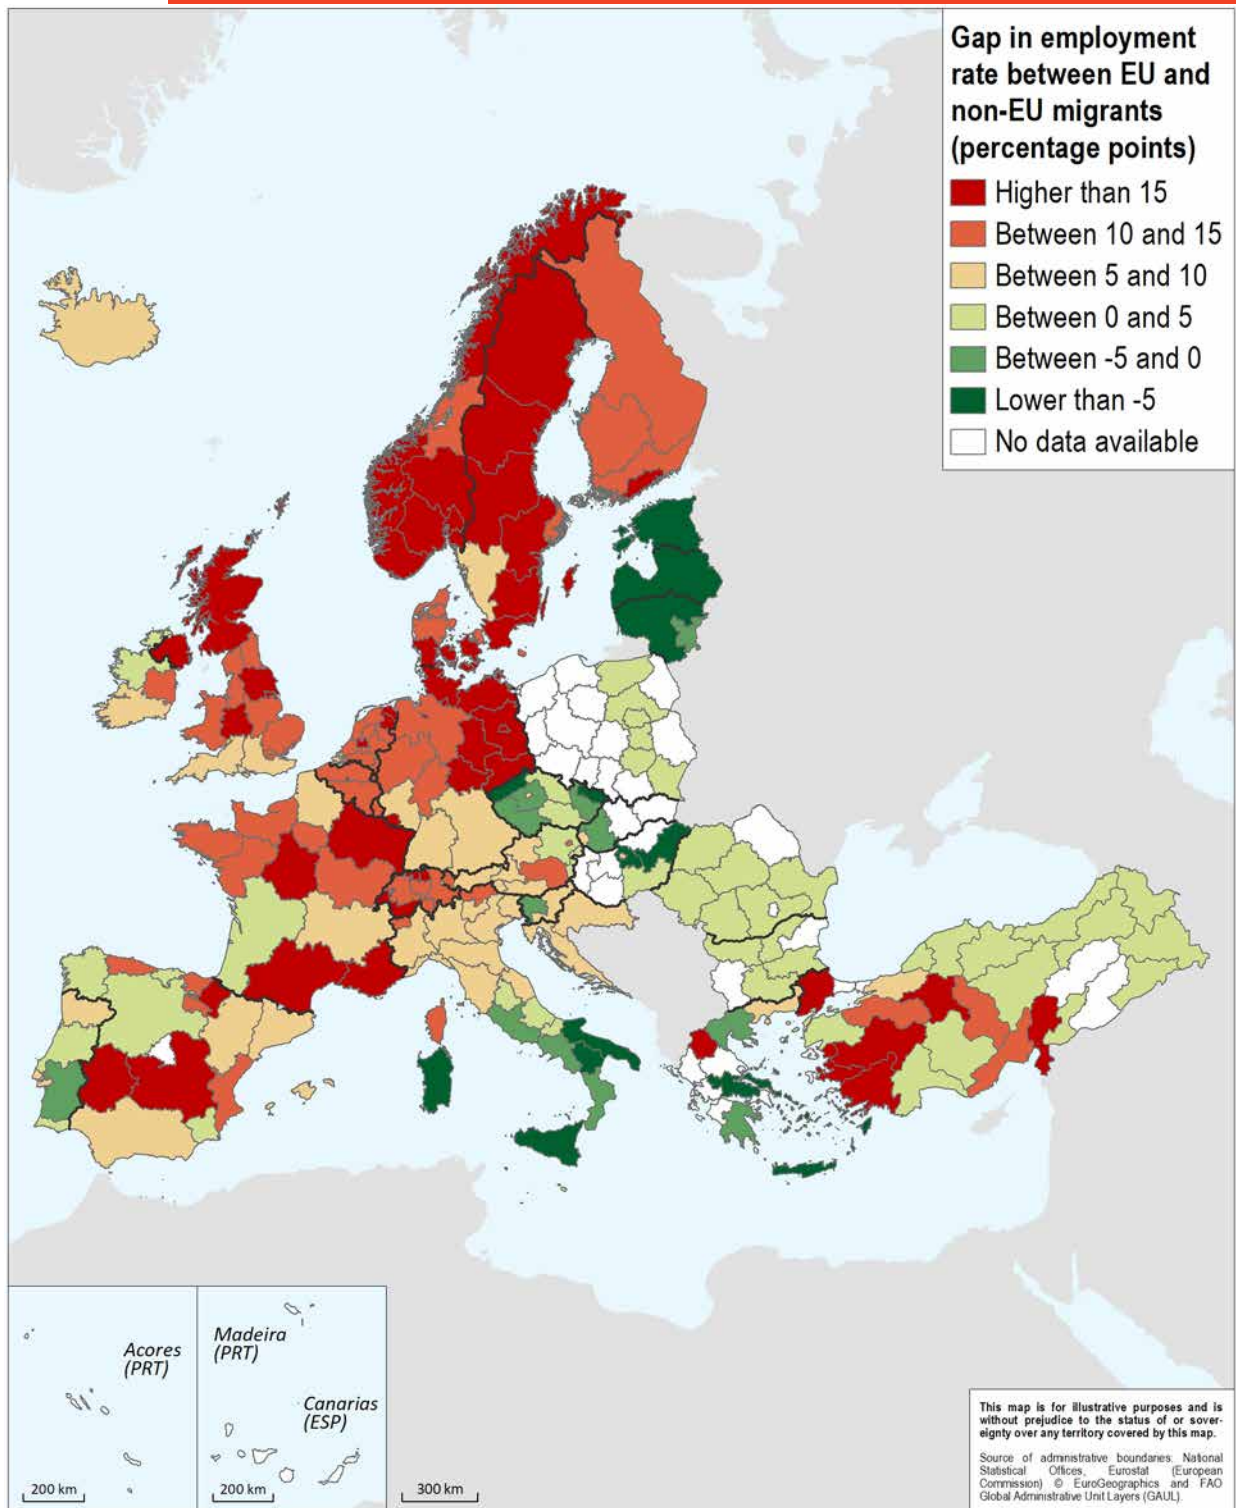 Gap in employment
rate between EU and
non-EU migrants
(percentage points)
Higher than 15
Between 10 and 15
Between 5 and 10
Between 0 and 5
Between -5 and 0
Lower than -5
No data available
Acores
(PRT)
200 km
Madeira
(PRT)
Canarias
(ESP)
200 km
300 km
This map is for illustrative purposes and is
without prejudice to the status of or sover-
eignty over any territory covered by this map.
Source of administrative boundaries: National
Statistical Offices, Eurostat (European
Commission) © EuroGeographics and FAO
Global Administrative Unit Layers (GAUL).